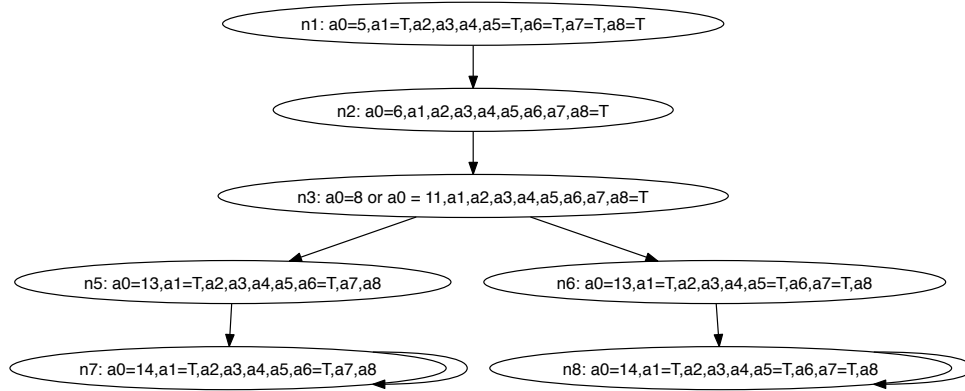 n1: a0=5,a1=T,a2,a3,a4,a5=T,a6=T,a7=T,a8=T
n2: a0=6,a1,a2,a3,a4,a5,a6,a7,a8=T
n3: a0=8 or a0 = 11,a1,a2,a3,a4,a5,a6,a7,a8=T
n5: a0=13,a1=T,a2,a3,a4,a5,a6=T,a7,a8
n6: a0=13,a1=T,a2,a3,a4,a5=T,a6,a7=T,a8
n7: a0=14,a1=T,a2,a3,a4,a5,a6=T,a7,a8
n8: a0=14,a1=T,a2,a3,a4,a5=T,a6,a7=T,a8